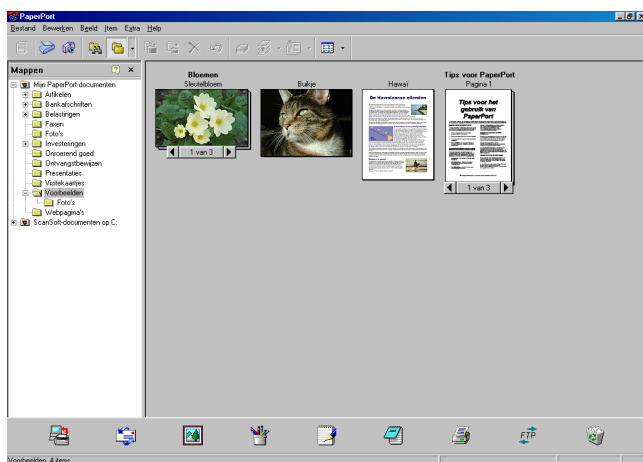 PaperPort
Bestand Bewerken Beeld Item Extra Help
Mappen
Mijn PaperPort-documenten
Artikelen
Bankafschriften
Belastingen
Faxen
Foto's
Investeringen
Onroerend goed
Ontvangstbewijzen
Presentaties
Visitekaartjes
Voorbeelden
Foto's
Webpagina's
ScanSoft-documenten op C:
Bloemen
Sleutelbloem
1 van 3
Buikje
Hawaï
De Hawaiiaanse eilanden
Tips voor PaperPort
Pagina 1
Tips voor het
gebruik van
PaperPort
1 van 3
FTP
Voorbeelden, 4 items